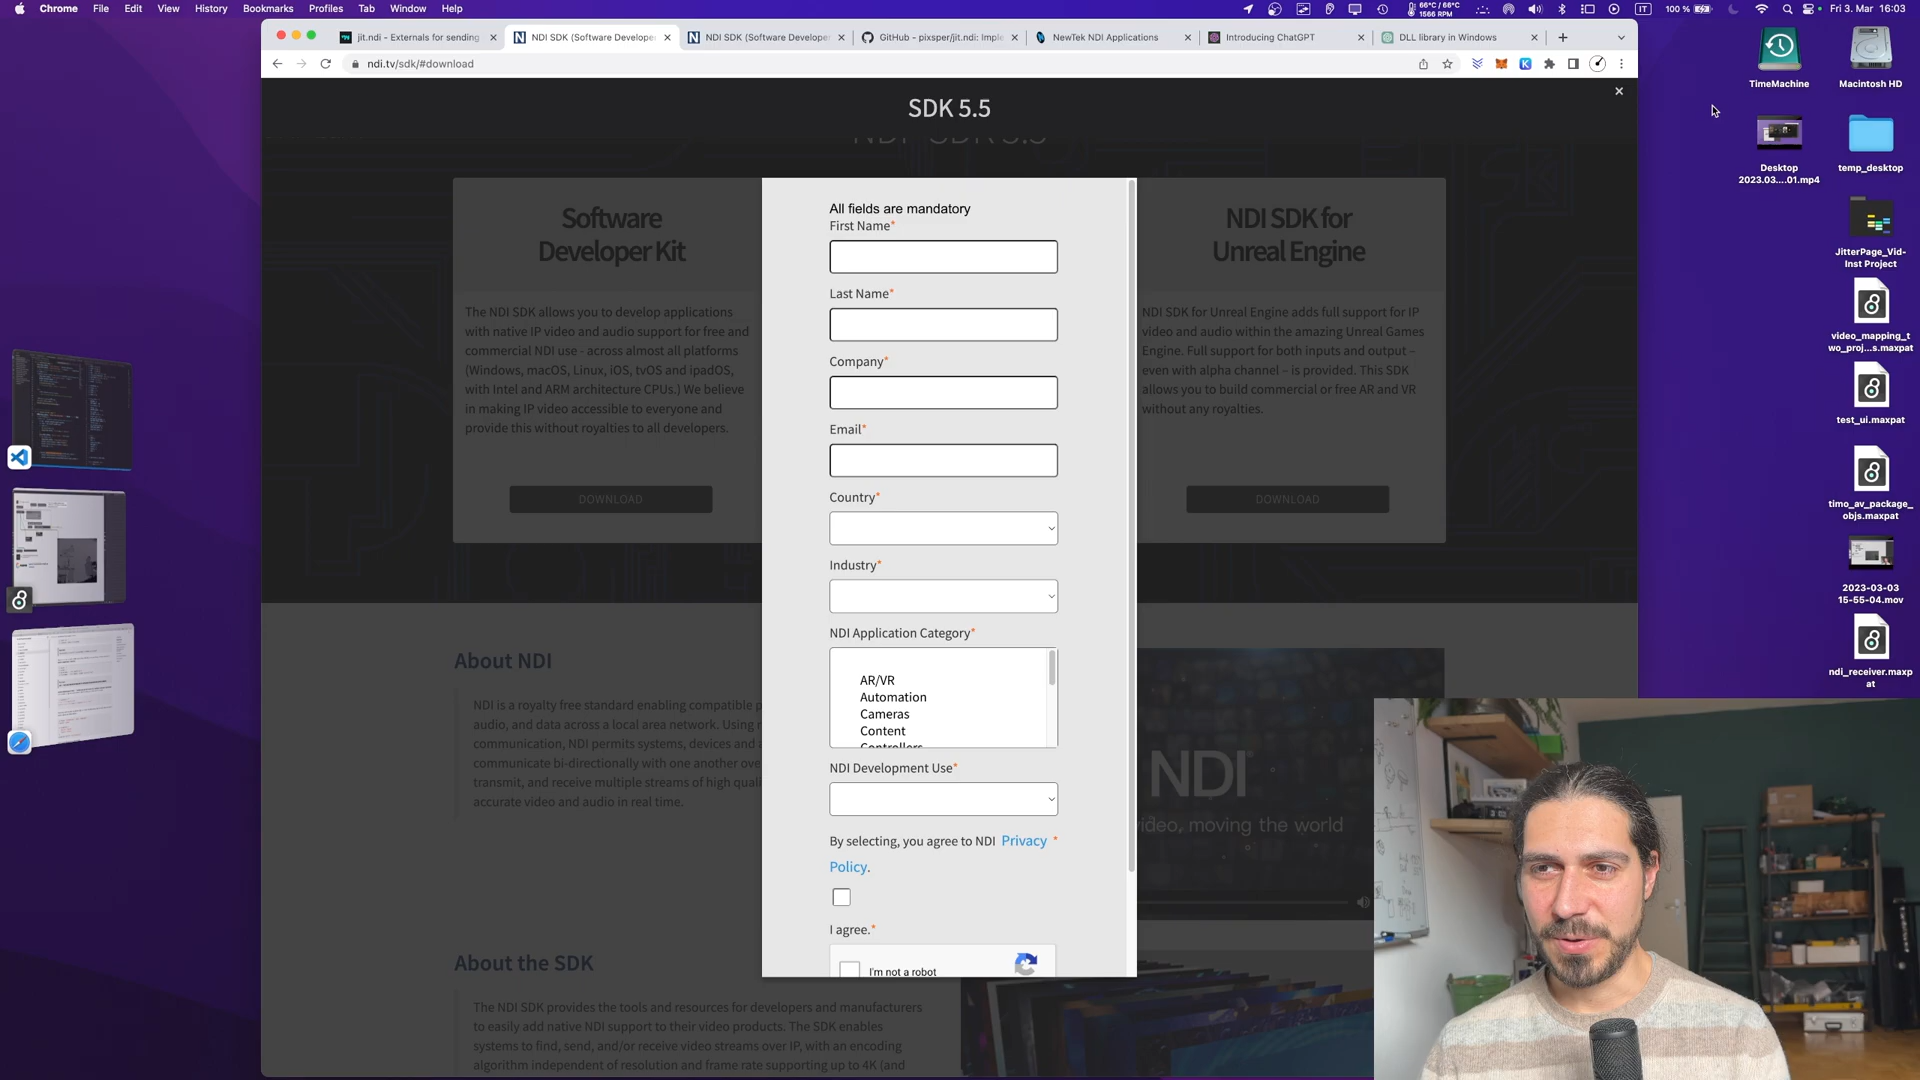 Chrome File Edit View History Bookmarks Profiles Tab Window Help
66°C / 66°C
1566 RPM
IT
100 %
Fri 3. Mar 16:03
jit.ndi - Externals for sending
NDI SDK (Software Developer
NDI SDK (Software Developer
GitHub - pixsper/jit.ndi: Imple
NewTek NDI Applications
Introducing ChatGPT
DLL library in Windows
ndi.tv/sdk/#download
SDK 5.5
NDI SDK 5.5
Software
Developer Kit
The NDI SDK allows you to develop applications
with native IP video and audio support for free and
commercial NDI use - across almost all platforms
(Windows, macOS, Linux, iOS, tvOS and ipadOS,
with Intel and ARM architecture CPUs.) We believe
in making IP video accessible to everyone and
provide this without royalties to all developers.
DOWNLOAD
All fields are mandatory
First Name*
Last Name*
Company*
Email*
Country*
Industry*
NDI Application Category*
AR/VR
Automation
Cameras
Content
Controllers
NDI Development Use*
By selecting, you agree to NDI Privacy *
Policy.
I agree.*
I'm not a robot
NDI SDK for
Unreal Engine
NDI SDK for Unreal Engine adds full support for IP
video and audio within the amazing Unreal Games
Engine. Full support for both inputs and output –
even with alpha channel – is provided. This SDK
allows you to build commercial or free AR and VR
without any royalties.
DOWNLOAD
About NDI
NDI is a royalty free standard enabling compatible
audio, and data across a local area network. Using
communication, NDI permits systems, devices and
communicate bi-directionally with one another ove
transmit, and receive multiple streams of high qual
accurate video and audio in real time.
NDI
video, moving the world
About the SDK
The NDI SDK provides the tools and resources for developers and manufacturers
to easily add native NDI support to their video products. The SDK enables
systems to find, send, and/or receive video streams over IP, with an encoding
algorithm independent of resolution and frame rate supporting up to 4K (and
TimeMachine
Macintosh HD
Desktop
2023.03....01.mp4
temp_desktop
JitterPage_Vid-
Inst Project
video_mapping_t
wo_proj...s.maxpat
test_ui.maxpat
timo_av_package_
objs.maxpat
2023-03-03
15-55-04.mov
ndi_receiver.maxp
at